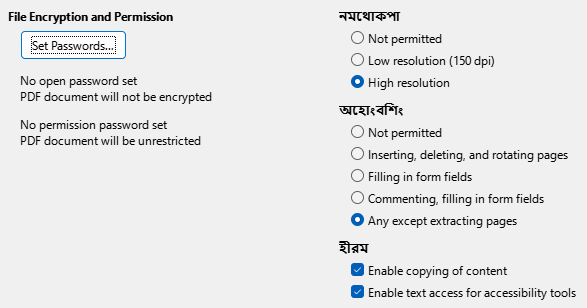 File Encryption and Permission
Set Passwords...
No open password set
PDF document will not be encrypted
No permission password set
PDF document will be unrestricted
নমথোকপা
Not permitted
Low resolution (150 dpi)
High resolution
অহোংবশিং
Not permitted
Inserting, deleting, and rotating pages
Filling in form fields
Commenting, filling in form fields
Any except extracting pages
হীরম
Enable copying of content
Enable text access for accessibility tools